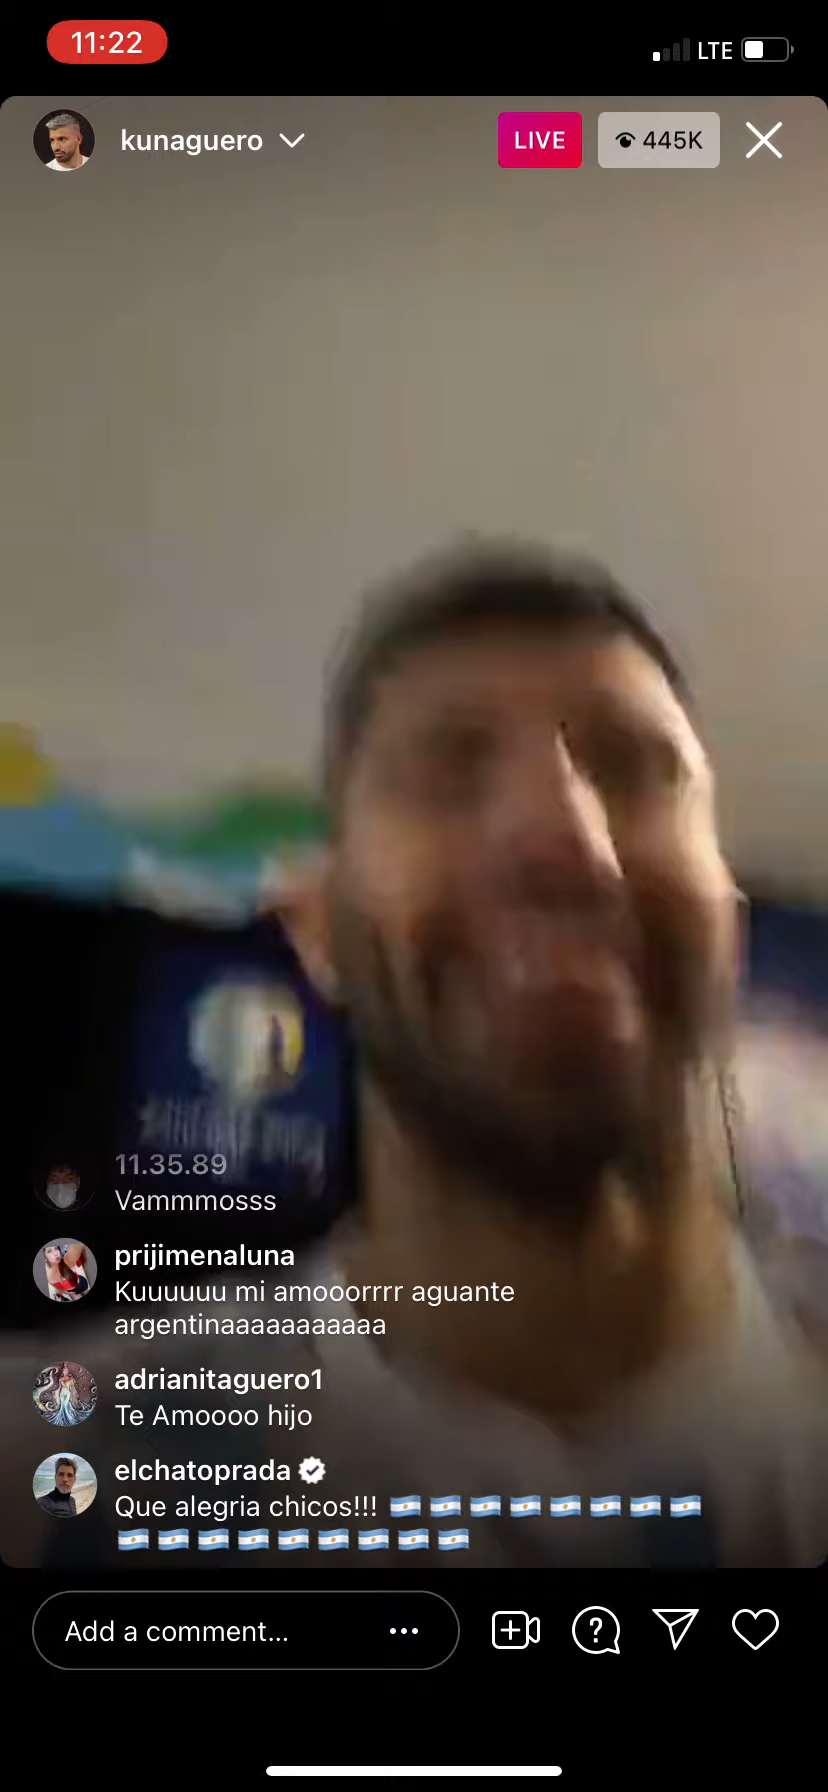 11:22
LTE
kunaguero
LIVE
445K
11.35.89
Vammmosss
prijimenaluna
Kuuuuuu mi amooorrrr aguante
argentinaaaaaaaaaaa
adrianitaguero1
Te Amoooo hijo
elchatoprada
Que alegria chicos!!! 🇦🇷🇦🇷🇦🇷🇦🇷🇦🇷🇦🇷🇦🇷🇦🇷
🇦🇷🇦🇷🇦🇷🇦🇷🇦🇷🇦🇷🇦🇷🇦🇷🇦🇷
Add a comment...